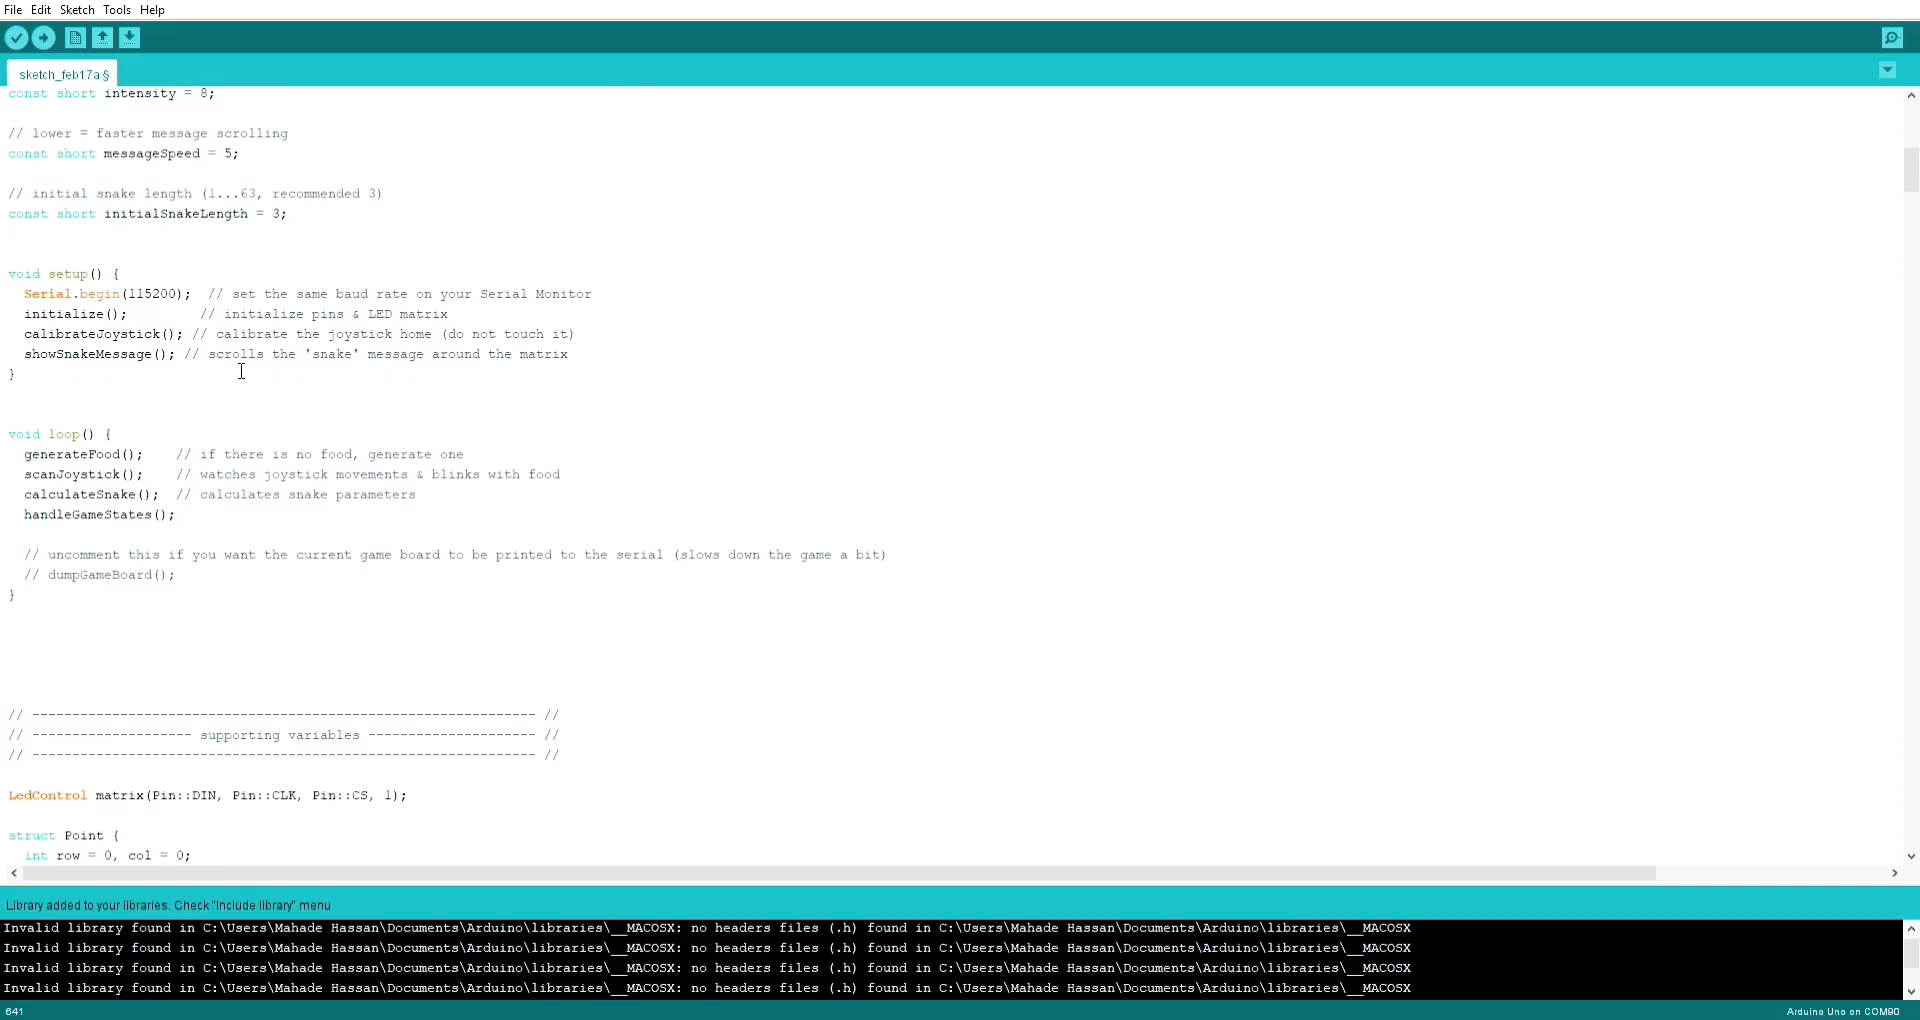 File Edit Sketch Tools Help
sketch_feb17a §
const short intensity = 8;
// lower = faster message scrolling
const short messageSpeed = 5;
// initial snake length (1...63, recommended 3)
const short initialSnakeLength = 3;
void setup() {
  Serial.begin(115200);  // set the same baud rate on your Serial Monitor
  initialize();         // initialize pins & LED matrix
  calibrateJoystick(); // calibrate the joystick home (do not touch it)
  showSnakeMessage(); // scrolls the 'snake' message around the matrix
}
void loop() {
  generateFood();    // if there is no food, generate one
  scanJoystick();    // watches joystick movements & blinks with food
  calculateSnake();  // calculates snake parameters
  handleGameStates();
  // uncomment this if you want the current game board to be printed to the serial (slows down the game a bit)
  // dumpGameBoard();
}
// --------------------------------------------------------------- //
// -------------------- supporting variables --------------------- //
// --------------------------------------------------------------- //
LedControl matrix(Pin::DIN, Pin::CLK, Pin::CS, 1);
struct Point {
  int row = 0, col = 0;
Library added to your libraries. Check "Include library" menu
Invalid library found in C:\Users\Mahade Hassan\Documents\Arduino\libraries\__MACOSX: no headers files (.h) found in C:\Users\Mahade Hassan\Documents\Arduino\libraries\__MACOSX
Invalid library found in C:\Users\Mahade Hassan\Documents\Arduino\libraries\__MACOSX: no headers files (.h) found in C:\Users\Mahade Hassan\Documents\Arduino\libraries\__MACOSX
Invalid library found in C:\Users\Mahade Hassan\Documents\Arduino\libraries\__MACOSX: no headers files (.h) found in C:\Users\Mahade Hassan\Documents\Arduino\libraries\__MACOSX
Invalid library found in C:\Users\Mahade Hassan\Documents\Arduino\libraries\__MACOSX: no headers files (.h) found in C:\Users\Mahade Hassan\Documents\Arduino\libraries\__MACOSX
641 Arduino Uno on COM90